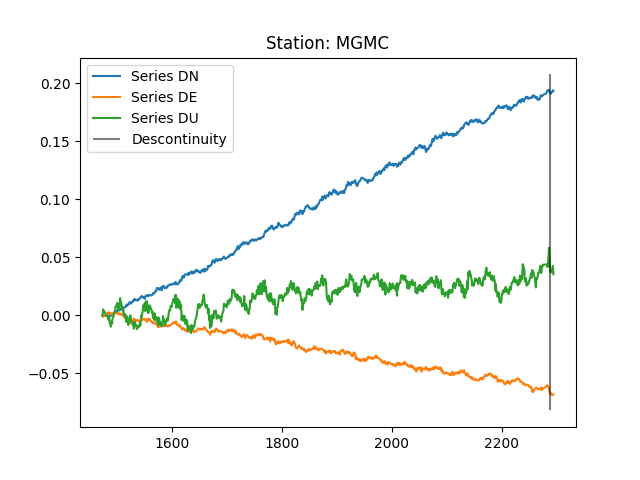 Station: MGMC
Series DN
Series DE
Series DU
Descontinuity
0.20
0.15
0.10
0.05
0.00
−0.05
1600 1800 2000 2200